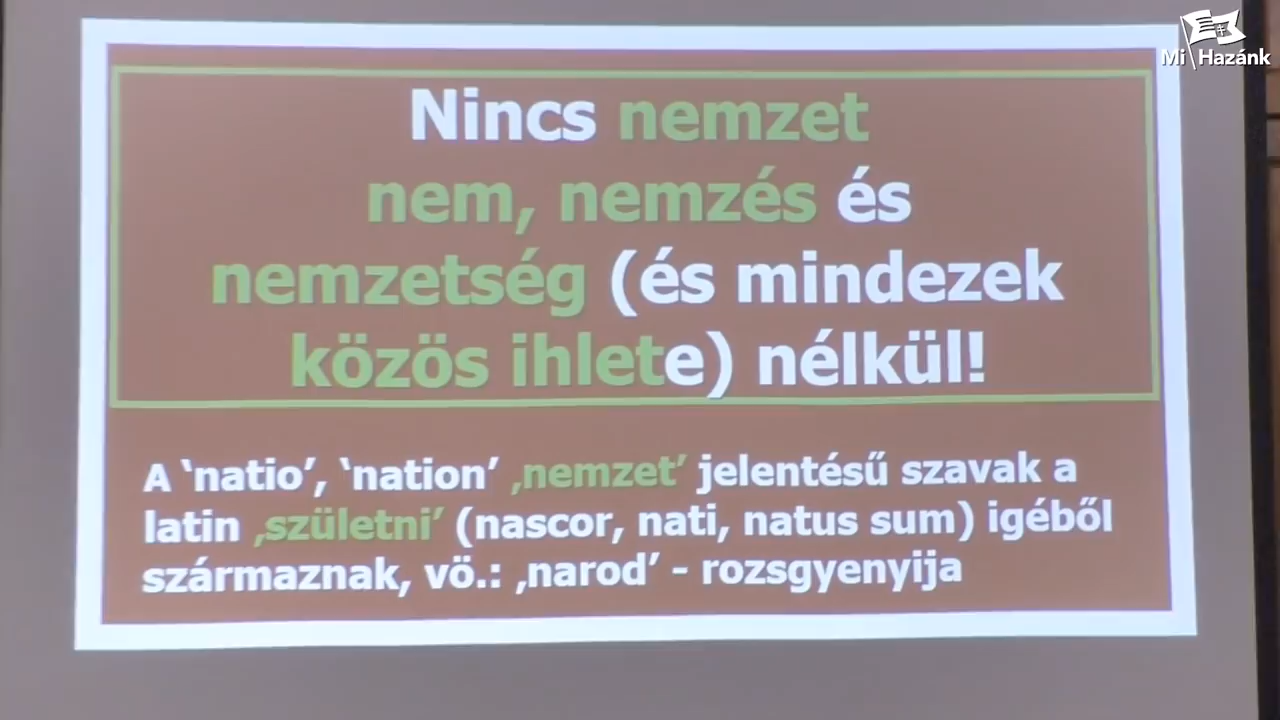 Mi Hazánk
Nincs nemzet
nem, nemzés és
nemzetség (és mindezek
közös ihlete) nélkül!
A ‘natio’, ‘nation’ ‚nemzet’ jelentésű szavak a
latin ‚születni’ (nascor, nati, natus sum) igéből
származnak, vö.: ‚narod’ - rozsgyenyija